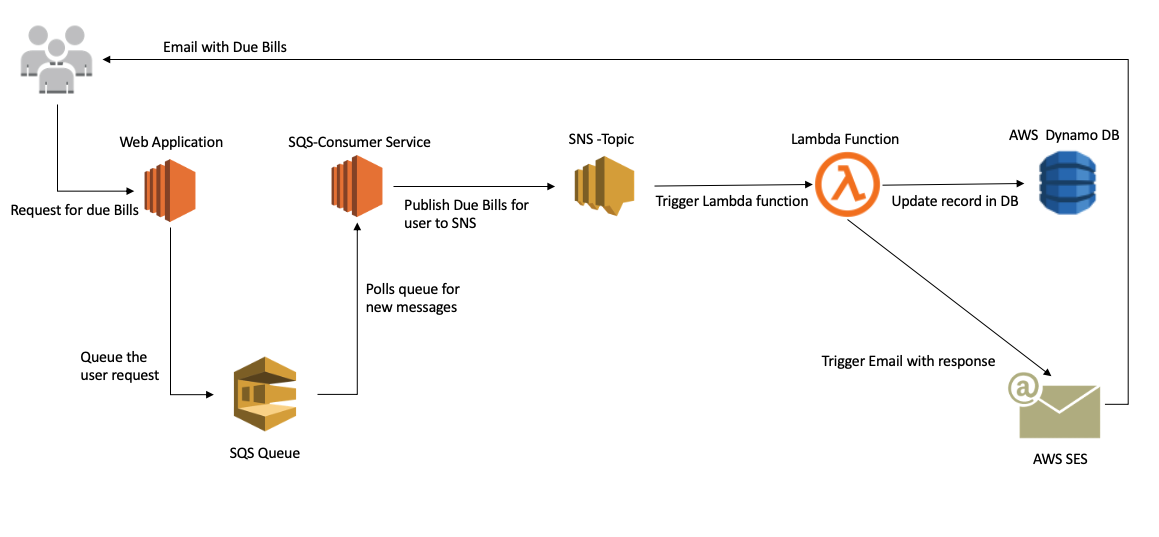 Email with Due Bills
Web Application
SQS-Consumer Service
SNS -Topic
Lambda Function
AWS Dynamo DB
Request for due Bills
Publish Due Bills for
user to SNS
Trigger Lambda function
Update record in DB
Polls queue for
new messages
Queue the
user request
Trigger Email with response
@
SQS Queue
AWS SES